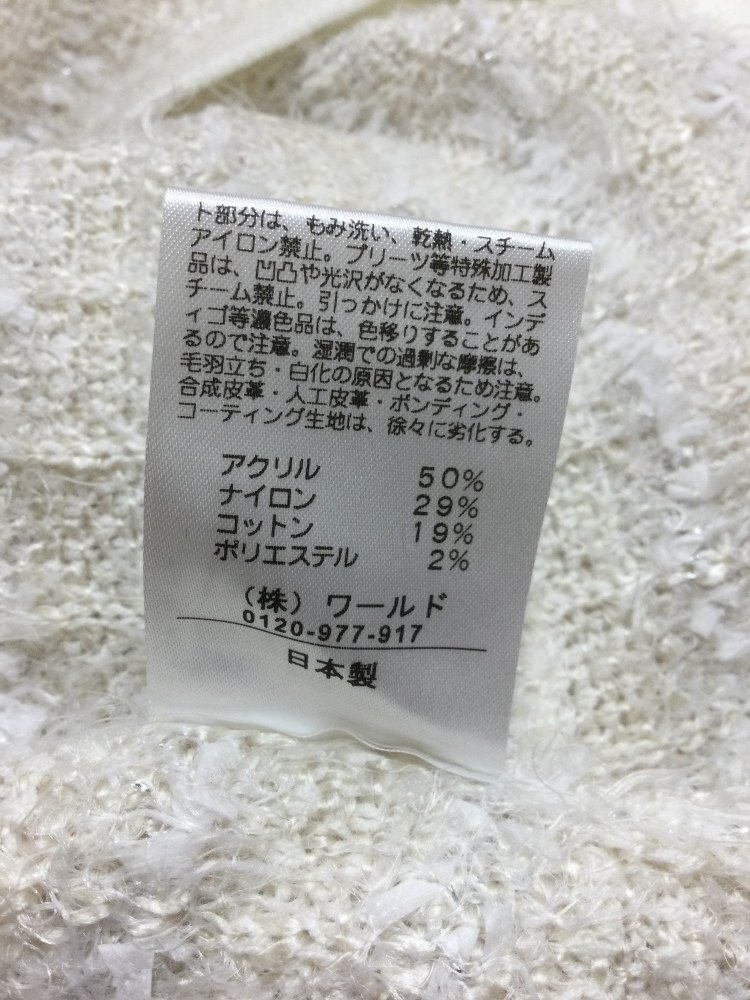 ト部分は、もみ洗い、乾熱・スチーム
アイロン禁止。プリーツ等特殊加工製
品は、凹凸や光沢がなくなるため、ス
チーム禁止。引っかけに注意。インデ
ィゴ等濃色品は、色移りすることがあ
るので注意。湿潤での過剰な摩擦は、
毛羽立ち・白化の原因となるため注意。
合成皮革・人工皮革・ボンディング・
コーティング生地は、徐々に劣化する。
アクリル 50%
ナイロン 29%
コットン 19%
ポリエステル 2%
(株) ワールド
0120-977-917
日本製